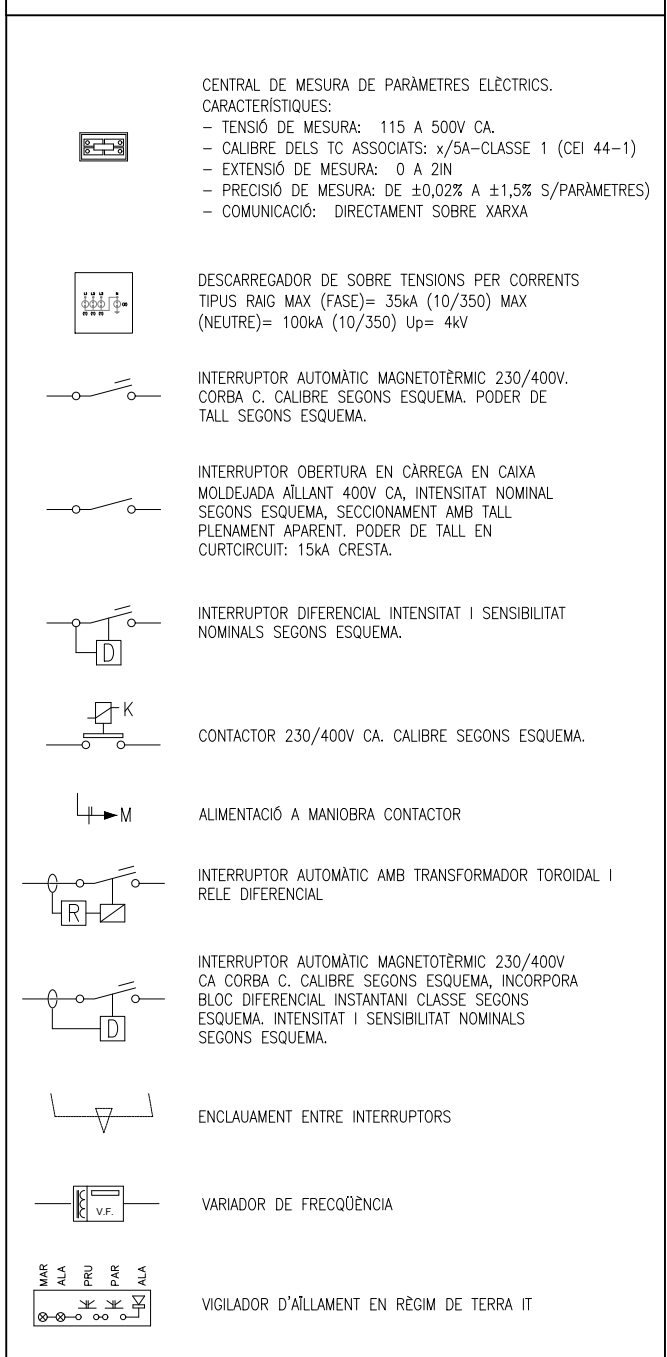 CENTRAL DE MESURA DE PARÀMETRES ELÈCTRICS.
CARACTERÍSTIQUES:
– TENSIÓ DE MESURA: 115 A 500V CA.
– CALIBRE DELS TC ASSOCIATS: x/5A–CLASSE 1 (CEI 44–1)
– EXTENSIÓ DE MESURA: 0 A 2IN
– PRECISIÓ DE MESURA: DE ±0,02% A ±1,5% S/PARÀMETRES)
– COMUNICACIÓ: DIRECTAMENT SOBRE XARXA
DESCARREGADOR DE SOBRE TENSIONS PER CORRENTS
TIPUS RAIG MAX (FASE)= 35kA (10/350) MAX
(NEUTRE)= 100kA (10/350) Up= 4kV
INTERRUPTOR AUTOMÀTIC MAGNETOTÈRMIC 230/400V.
CORBA C. CALIBRE SEGONS ESQUEMA. PODER DE
TALL SEGONS ESQUEMA.
INTERRUPTOR OBERTURA EN CÀRREGA EN CAIXA
MOLDEJADA AÏLLANT 400V CA, INTENSITAT NOMINAL
SEGONS ESQUEMA, SECCIONAMENT AMB TALL
PLENAMENT APARENT. PODER DE TALL EN
CURTCIRCUIT: 15kA CRESTA.
D
INTERRUPTOR DIFERENCIAL INTENSITAT I SENSIBILITAT
NOMINALS SEGONS ESQUEMA.
K
CONTACTOR 230/400V CA. CALIBRE SEGONS ESQUEMA.
M
ALIMENTACIÓ A MANIOBRA CONTACTOR
R
INTERRUPTOR AUTOMÀTIC AMB TRANSFORMADOR TOROIDAL I
RELE DIFERENCIAL
D
INTERRUPTOR AUTOMÀTIC MAGNETOTÈRMIC 230/400V
CA CORBA C. CALIBRE SEGONS ESQUEMA, INCORPORA
BLOC DIFERENCIAL INSTANTANI CLASSE SEGONS
ESQUEMA. INTENSITAT I SENSIBILITAT NOMINALS
SEGONS ESQUEMA.
ENCLAUAMENT ENTRE INTERRUPTORS
V.F.
VARIADOR DE FRECQÜÈNCIA
MAR
ALA
PRU
PAR
ALA
VIGILADOR D'AÏLLAMENT EN RÈGIM DE TERRA IT